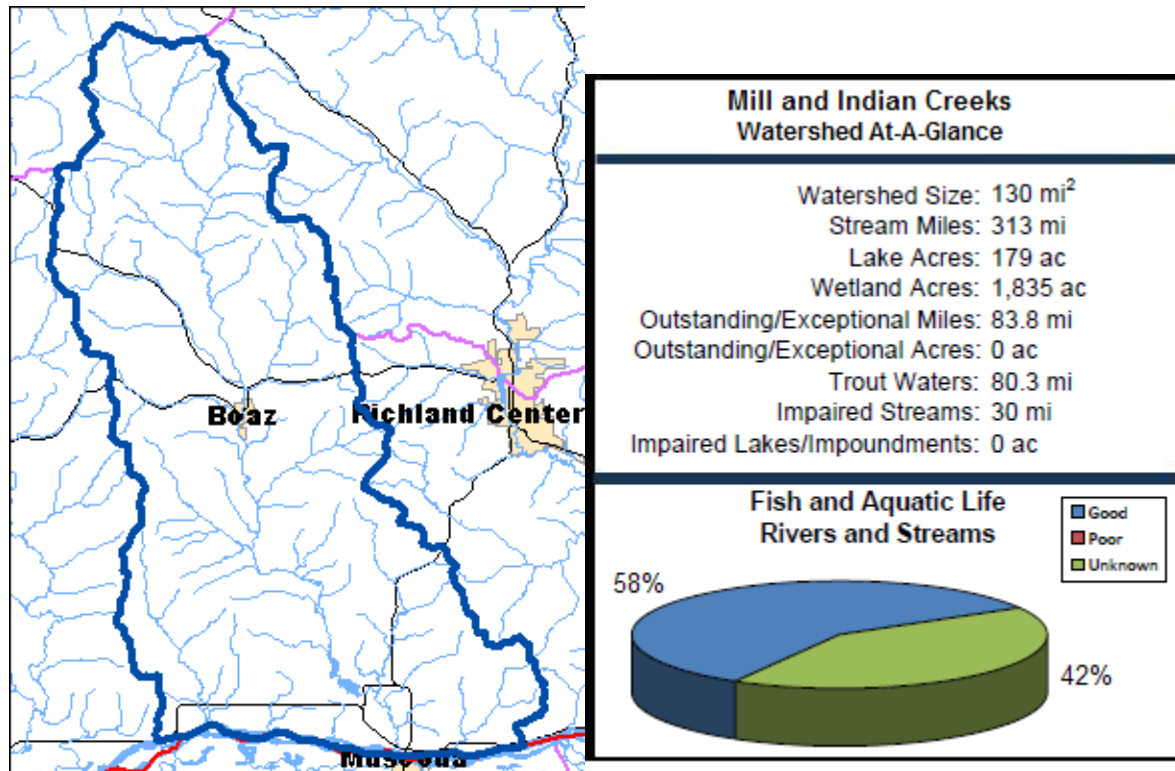 Boaz
Richland Center
Muscoda
Mill and Indian Creeks
Watershed At-A-Glance
Watershed Size: 130 mi²
Stream Miles: 313 mi
Lake Acres: 179 ac
Wetland Acres: 1,835 ac
Outstanding/Exceptional Miles: 83.8 mi
Outstanding/Exceptional Acres: 0 ac
Trout Waters: 80.3 mi
Impaired Streams: 30 mi
Impaired Lakes/Impoundments: 0 ac
Fish and Aquatic Life
Rivers and Streams
Good
Poor
Unknown
58%
42%